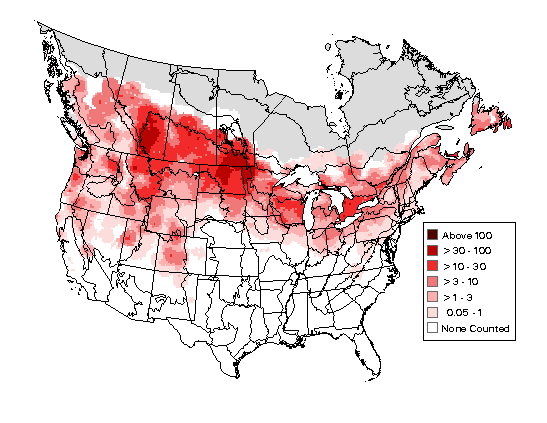 Above 100
>30 - 100
>10 - 30
>3 - 10
>1 - 3
0.05 - 1
None Counted